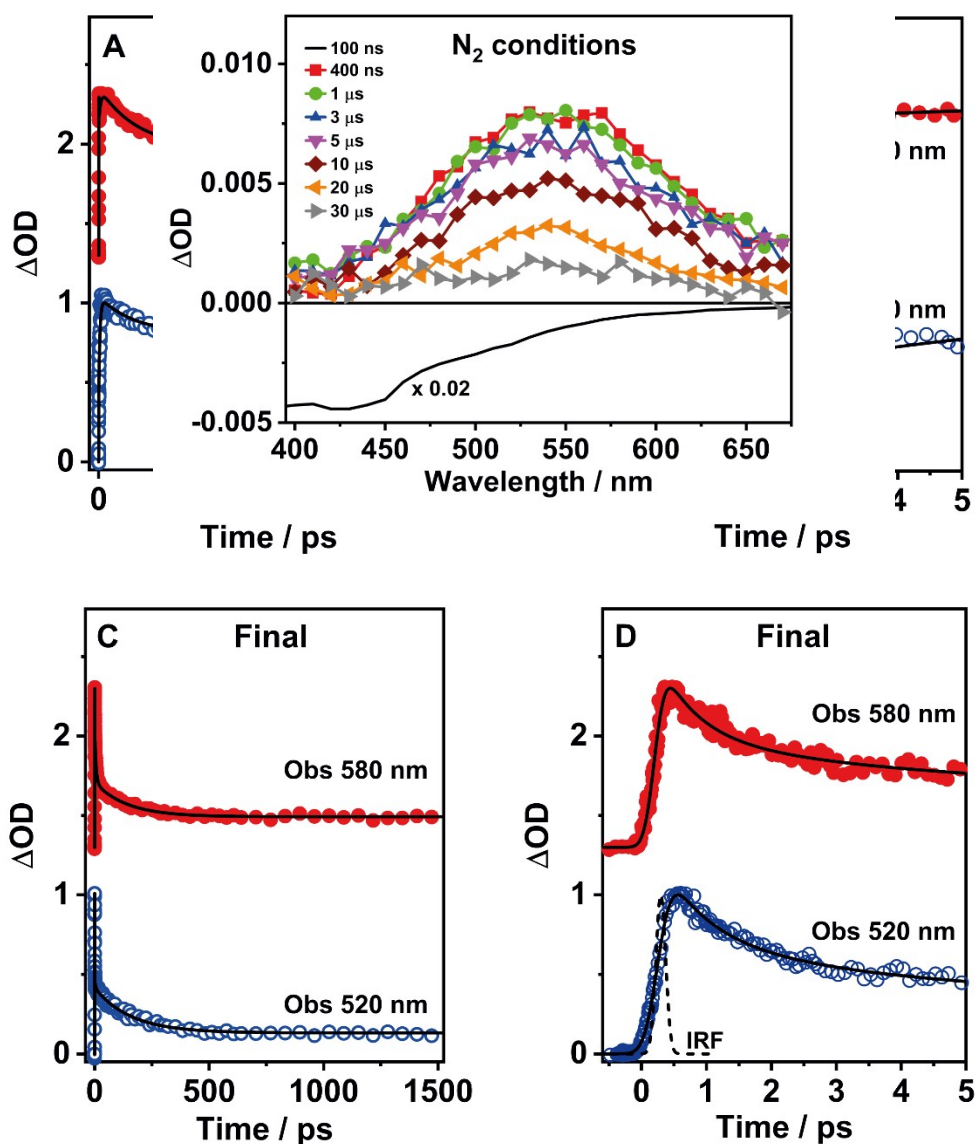 A
ΔOD
2
1
0
0
Time / ps
N₂ conditions
ΔOD
0.010
0.005
0.000
-0.005
100 ns
400 ns
1 μs
3 μs
5 μs
10 μs
20 μs
30 μs
x 0.02
400 450 500 550 600 650
Wavelength / nm
0 nm
0 nm
4 5
Time / ps
C Final
ΔOD
2
1
0
Obs 580 nm
Obs 520 nm
0 500 1000 1500
Time / ps
D Final
ΔOD
2
1
0
Obs 580 nm
Obs 520 nm
IRF
0 1 2 3 4 5
Time / ps